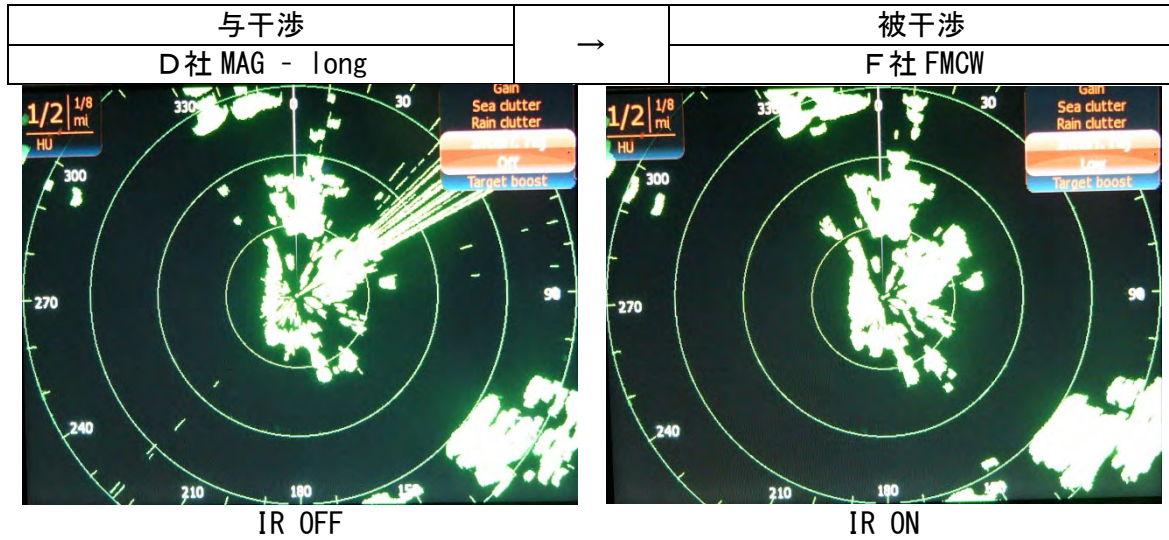 与干渉
→
被干渉
D社 MAG - long
F社 FMCW
1/2 1/8 mi
HU
Gain
Sea clutter
Rain clutter
Off
Target boost
330
0
30
300
270
90
240
210
180
150
1/2 1/8 mi
HU
Sea clutter
Rain clutter
Low
Target boost
0
30
300
270
90
240
210
180
IR OFF
IR ON